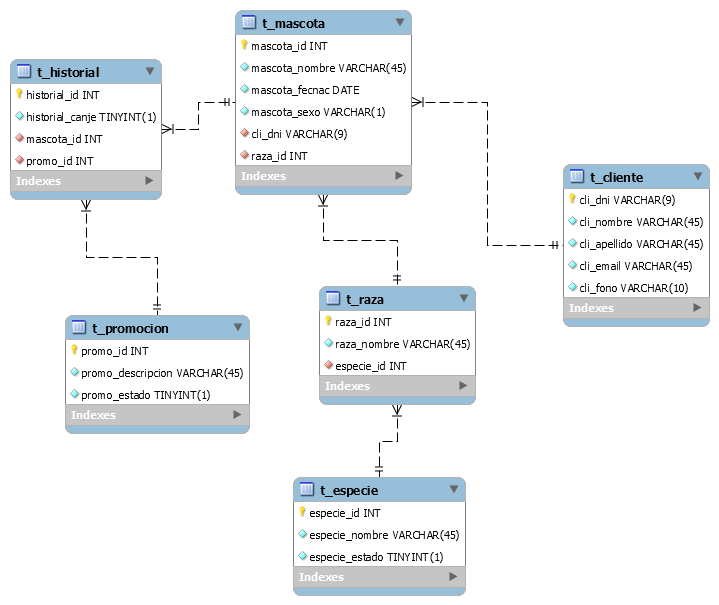 t_mascota
mascota_id INT
mascota_nombre VARCHAR(45)
mascota_fecnac DATE
mascota_sexo VARCHAR(1)
cli_dni VARCHAR(9)
raza_id INT
Indexes
t_historial
historial_id INT
historial_canje TINYINT(1)
mascota_id INT
promo_id INT
Indexes
t_cliente
cli_dni VARCHAR(9)
cli_nombre VARCHAR(45)
cli_apellido VARCHAR(45)
cli_email VARCHAR(45)
cli_fono VARCHAR(10)
Indexes
t_raza
raza_id INT
raza_nombre VARCHAR(45)
especie_id INT
Indexes
t_promocion
promo_id INT
promo_descripcion VARCHAR(45)
promo_estado TINYINT(1)
Indexes
t_especie
especie_id INT
especie_nombre VARCHAR(45)
especie_estado TINYINT(1)
Indexes